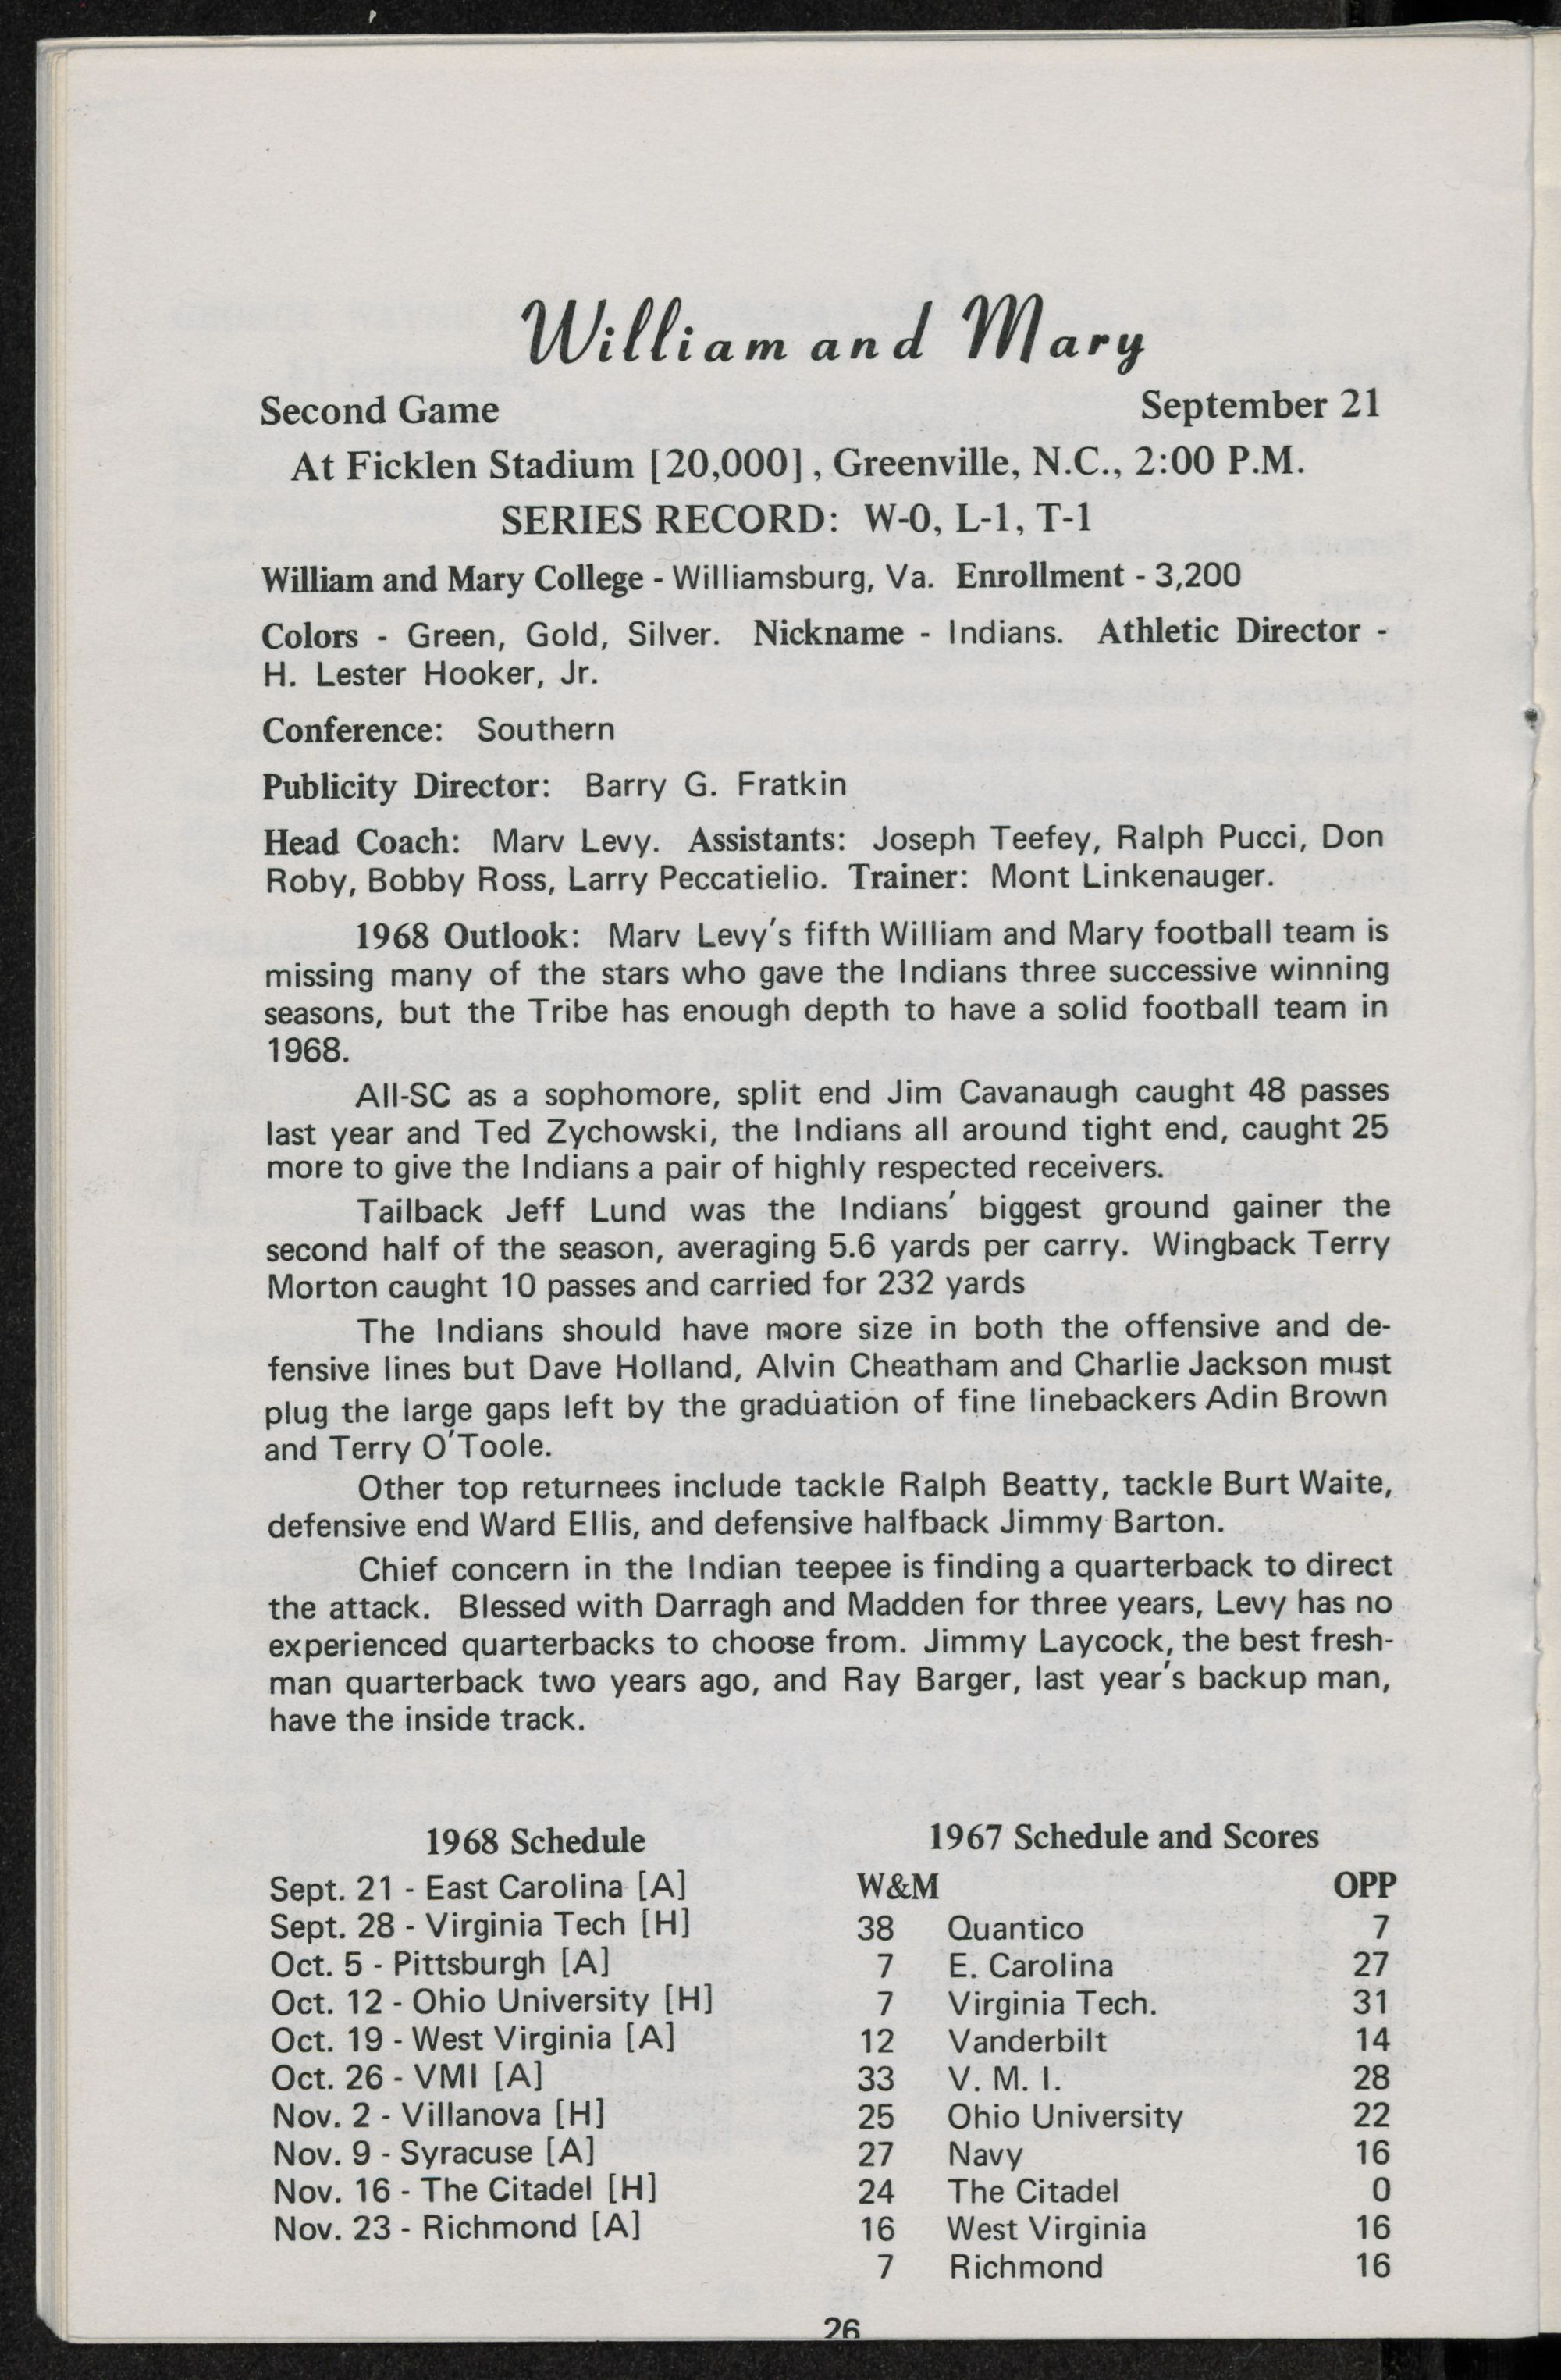 William and Mary
Second Game September 21
At Ficklen Stadium [20,000] , Greenville, N.C., 2:00 P.M.
SERIES RECORD: W-0, L-1, T-1
William and Mary College - Williamsburg, Va. Enrollment - 3,200
Colors - Green, Gold, Silver. Nickname - Indians. Athletic Director -
H. Lester Hooker, Jr.
Conference: Southern
Publicity Director: Barry G. Fratkin
Head Coach: Marv Levy. Assistants: Joseph Teefey, Ralph Pucci, Don
Roby, Bobby Ross, Larry Peccatielio. Trainer: Mont Linkenauger.
1968 Outlook: Marv Levy's fifth William and Mary football team is
missing many of the stars who gave the Indians three successive winning
seasons, but the Tribe has enough depth to have a solid football team in
1968.
All-SC as a sophomore, split end Jim Cavanaugh caught 48 passes
last year and Ted Zychowski, the Indians all around tight end, caught 25
more to give the Indians a pair of highly respected receivers.
Tailback Jeff Lund was the Indians' biggest ground gainer the
second half of the season, averaging 5.6 yards per carry. Wingback Terry
Morton caught 10 passes and carried for 232 yards
The Indians should have more size in both the offensive and de-
fensive lines but Dave Holland, Alvin Cheatham and Charlie Jackson must
plug the large gaps left by the graduation of fine linebackers Adin Brown
and Terry O'Toole.
Other top returnees include tackle Ralph Beatty, tackle Burt Waite,
defensive end Ward Ellis, and defensive halfback Jimmy Barton.
Chief concern in the Indian teepee is finding a quarterback to direct
the attack. Blessed with Darragh and Madden for three years, Levy has no
experienced quarterbacks to choose from. Jimmy Laycock, the best fresh-
man quarterback two years ago, and Ray Barger, last year's backup man,
have the inside track.
1968 Schedule
Sept. 21 - East Carolina [A]
Sept. 28 - Virginia Tech [H]
Oct. 5 - Pittsburgh [A]
Oct. 12 - Ohio University [H]
Oct. 19 - West Virginia [A]
Oct. 26 - VMI [A]
Nov. 2 - Villanova [H]
Nov. 9 - Syracuse [A]
Nov. 16 - The Citadel [H]
Nov. 23 - Richmond [A]
1967 Schedule and Scores
W&M OPP
38 Quantico 7
7 E. Carolina 27
7 Virginia Tech. 31
12 Vanderbilt 14
33 V. M. I. 28
25 Ohio University 22
27 Navy 16
24 The Citadel 0
16 West Virginia 16
7 Richmond 16
26